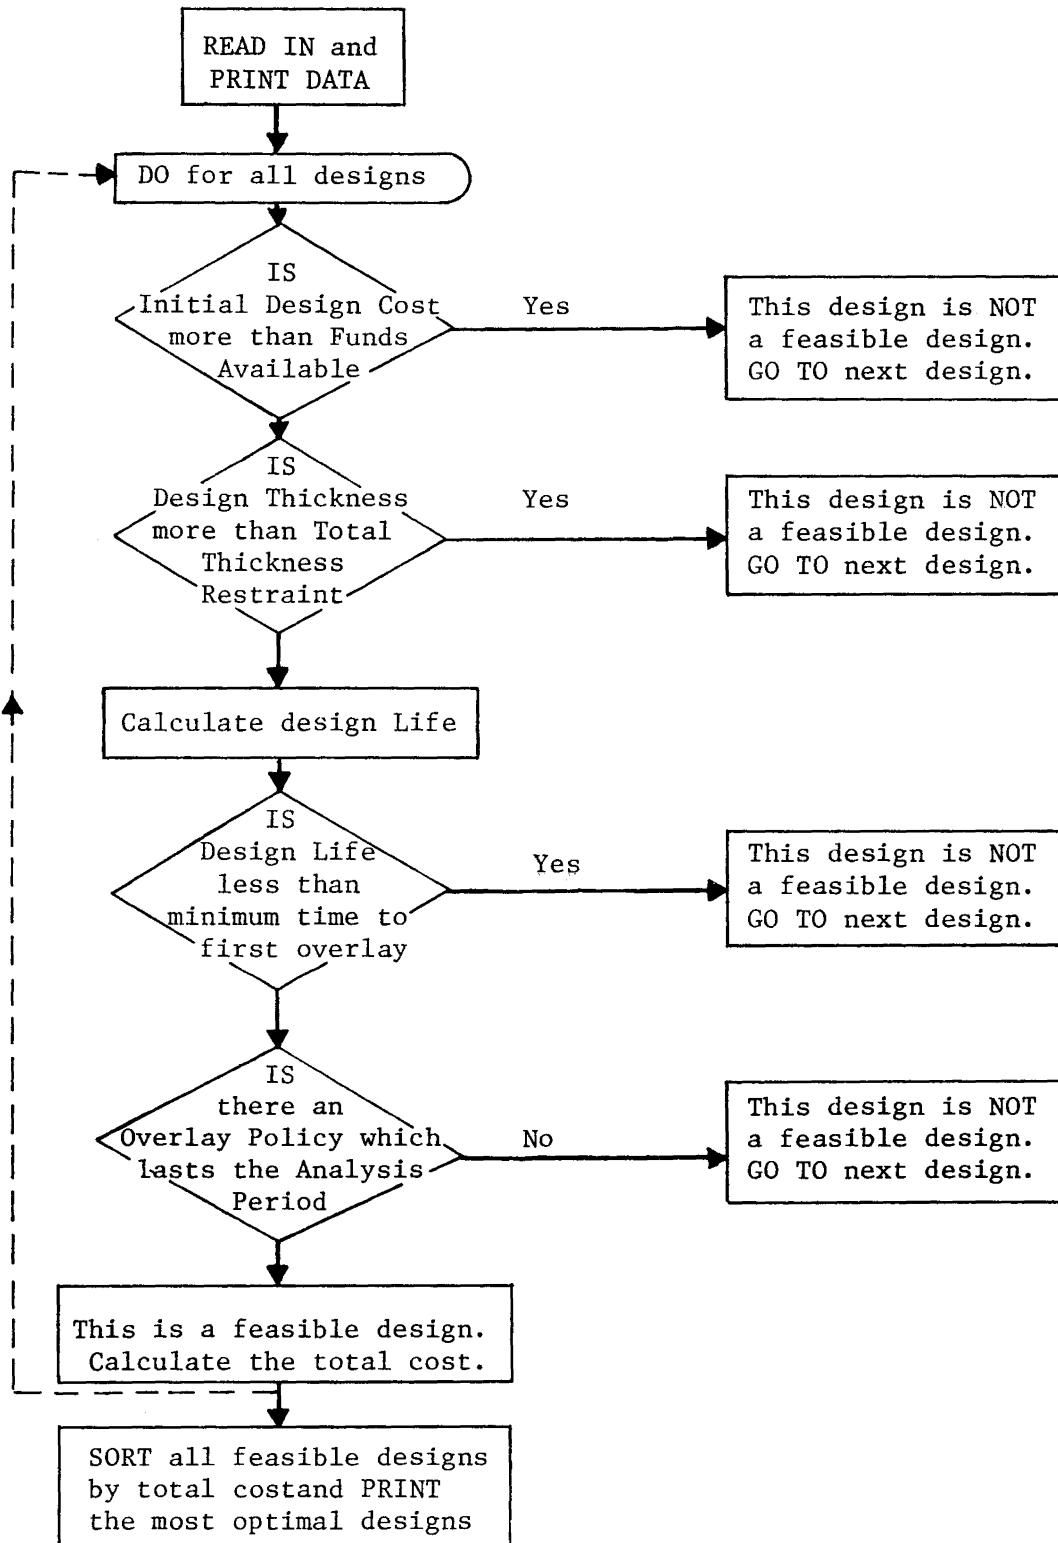 READ IN and
PRINT DATA
DO for all designs
IS
Initial Design Cost
more than Funds
Available
Yes
This design is NOT
a feasible design.
GO TO next design.
IS
Design Thickness
more than Total
Thickness
Restraint
Yes
This design is NOT
a feasible design.
GO TO next design.
Calculate design Life
IS
Design Life
less than
minimum time to
first overlay
Yes
This design is NOT
a feasible design.
GO TO next design.
IS
there an
Overlay Policy which
lasts the Analysis
Period
No
This design is NOT
a feasible design.
GO TO next design.
This is a feasible design.
Calculate the total cost.
SORT all feasible designs
by total costand PRINT
the most optimal designs